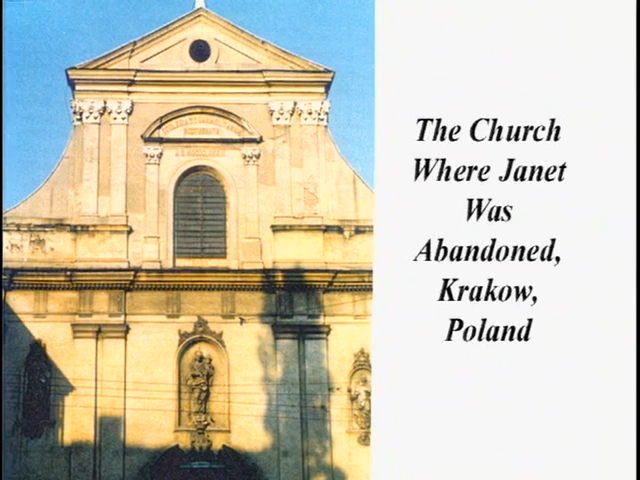 The Church
Where Janet
Was
Abandoned,
Krakow,
Poland